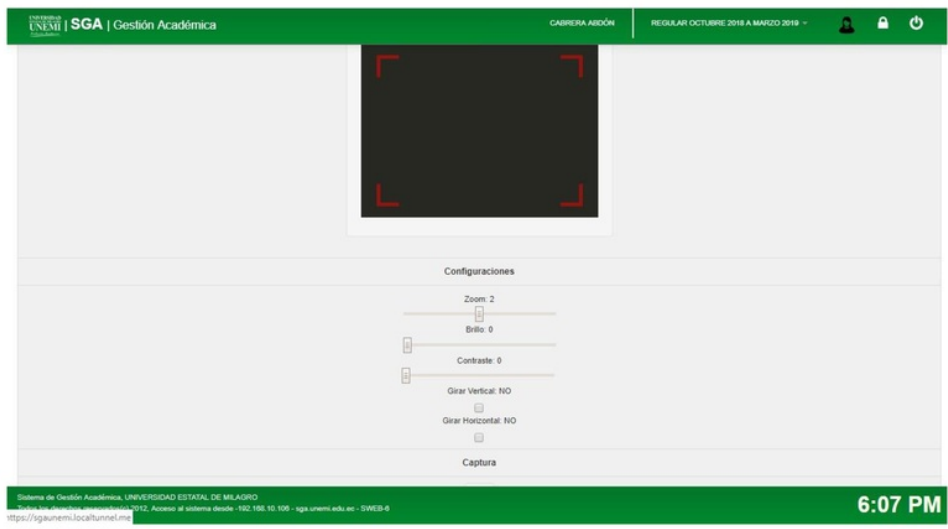 UNIVERSIDAD
UNEMI | SGA | Gestión Académica
CABRERA ABDÓN
REGULAR OCTUBRE 2018 A MARZO 2019
Configuraciones
Zoom: 2
Brillo: 0
Contraste: 0
Girar Vertical: NO
Girar Horizontal: NO
Captura
Sistema de Gestión Académica, UNIVERSIDAD ESTATAL DE MILAGRO
Todos los derechos reservados(c) 2012, Acceso al sistema desde -192.168.10.106 - sga.unemi.edu.ec - SWEB-6
https://sgaunemi.localtunnel.me
6:07 PM